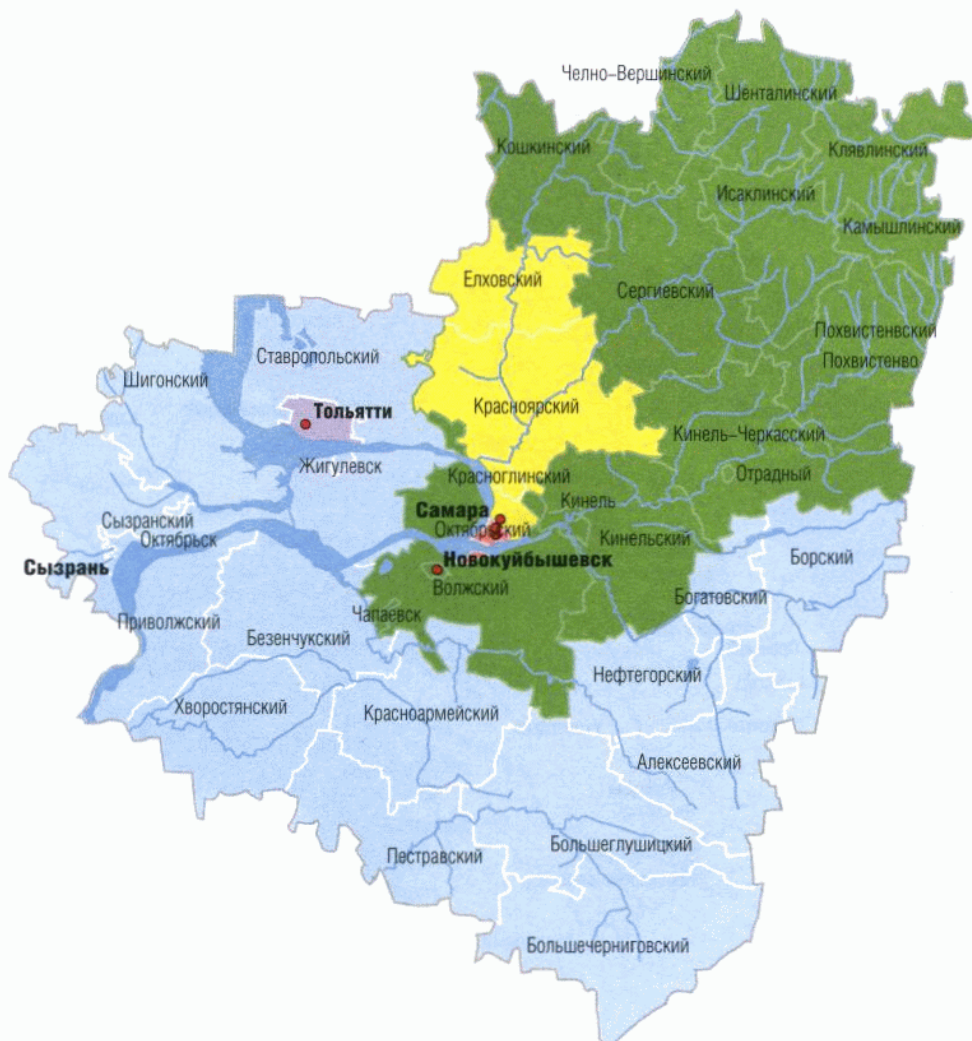 Челно–Вершинский
Шенталинский
Кошкинский
Клявлинский
Исаклинский
Камышлинский
Елховский
Сергиевский
Похвистенвский
Ставропольский
Похвистенво
Шигонский
Красноярский
Тольятти
Кинель–Черкасский
Жигулевск
Красноглинский
Отрадный
Кинель
Самара
Сызранский
Октябрьский
Кинельский
Октябрьск
Борский
Сызрань
Новокуйбышевск
Волжский
Богатовский
Чапаевск
Приволжский
Безенчукский
Нефтегорский
Хворостянский
Красноармейский
Алексеевский
Большеглушицкий
Пестравский
Большечерниговский